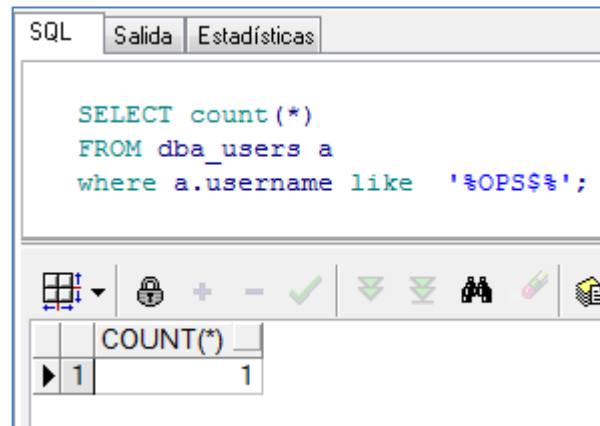 SQL Salida Estadísticas
SELECT count(*)
FROM dba_users a
where a.username like '%OPS$%';
COUNT(*)
1 1